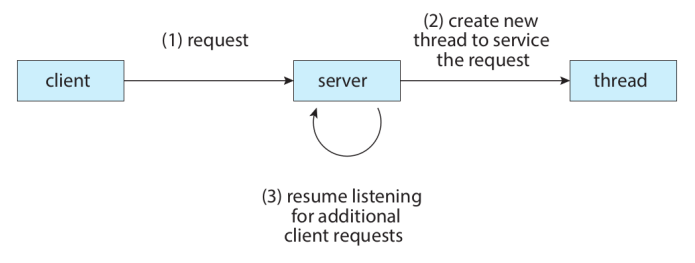 (1) request
(2) create new
thread to service
the request
client
server
thread
(3) resume listening
for additional
client requests